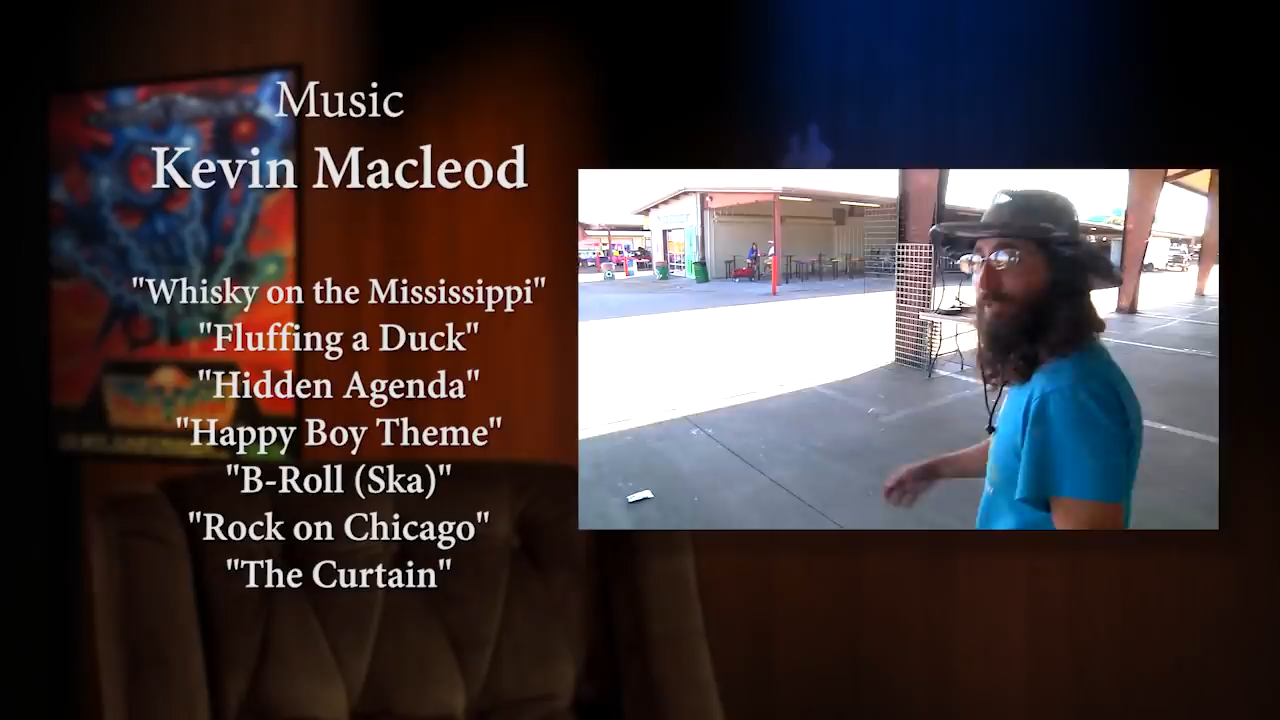 Music
Kevin Macleod
"Whisky on the Mississippi"
"Fluffing a Duck"
"Hidden Agenda"
"Happy Boy Theme"
"B-Roll (Ska)"
"Rock on Chicago"
"The Curtain"